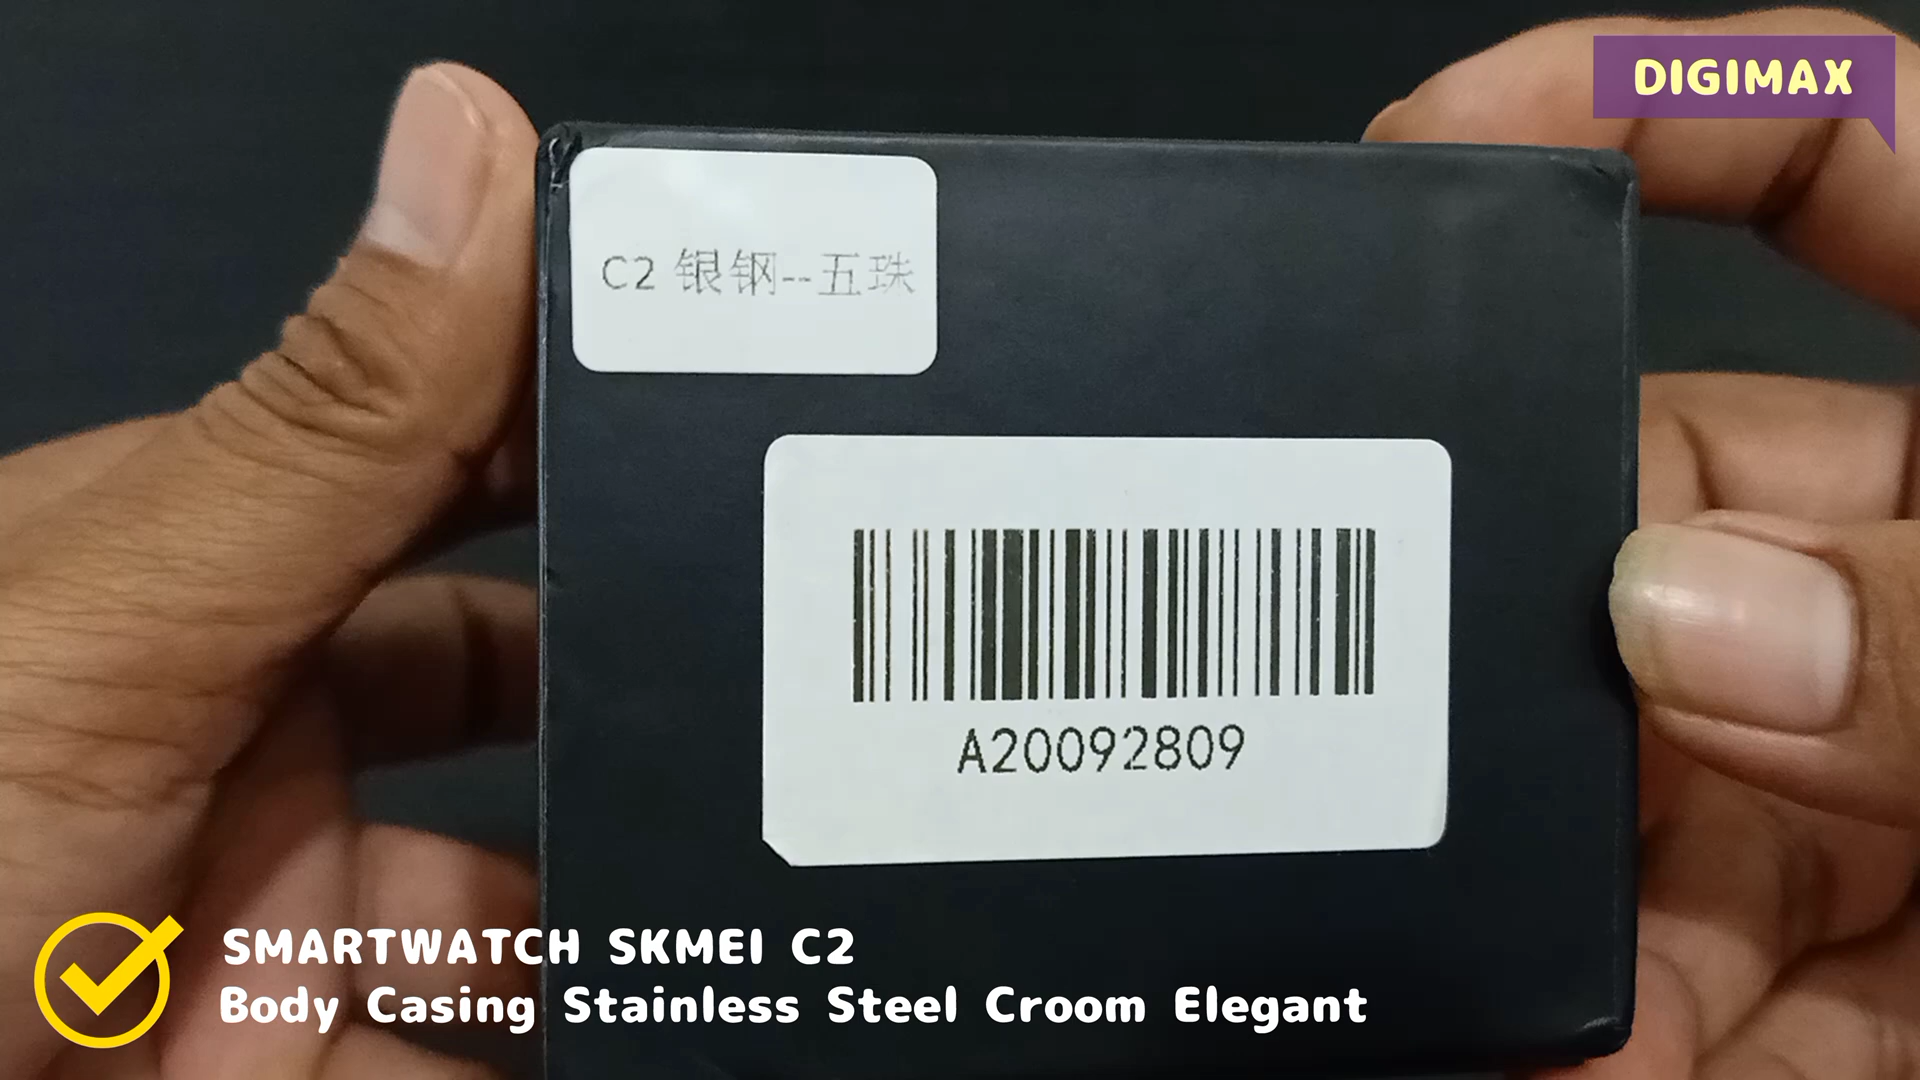 DIGIMAX
C2 银钢--五珠
A20092809
SMARTWATCH SKMEI C2
Body Casing Stainless Steel Croom Elegant